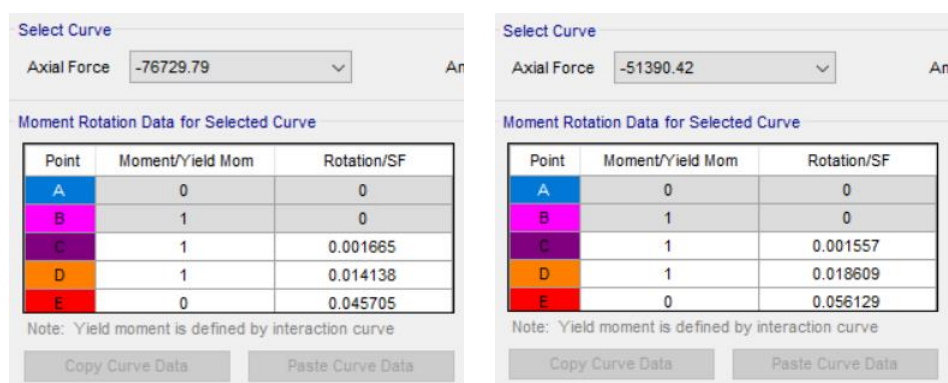 Select Curve
Axial Force -76729.79 An
Moment Rotation Data for Selected Curve
Point Moment/Yield Mom Rotation/SF
A 0 0
B 1 0
C 1 0.001665
D 1 0.014138
E 0 0.045705
Note: Yield moment is defined by interaction curve
Copy Curve Data Paste Curve Data
Select Curve
Axial Force -51390.42 An
Moment Rotation Data for Selected Curve
Point Moment/Yield Mom Rotation/SF
A 0 0
B 1 0
C 1 0.001557
D 1 0.018609
E 0 0.056129
Note: Yield moment is defined by interaction curve
Copy Curve Data Paste Curve Data